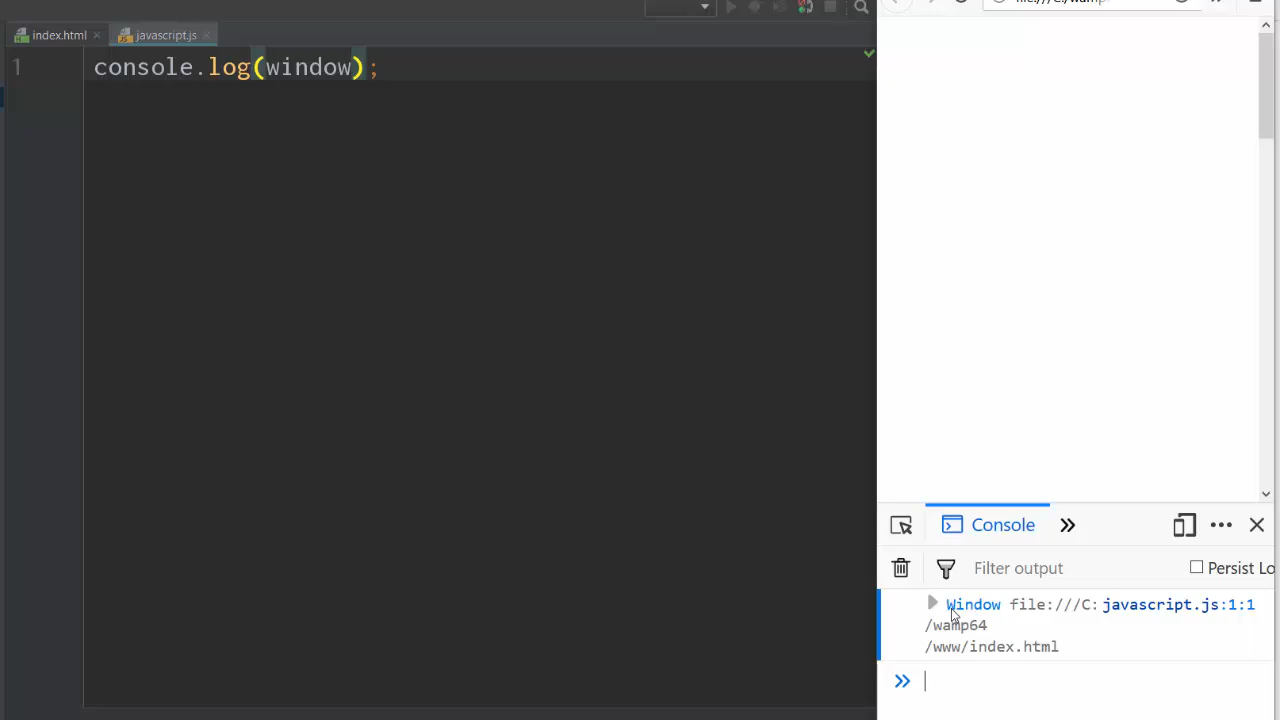 index.html
javascript.js
1 console.log(window);
Console
Filter output
Persist Lo
Window file:///C: javascript.js:1:1
/wamp64
/www/index.html